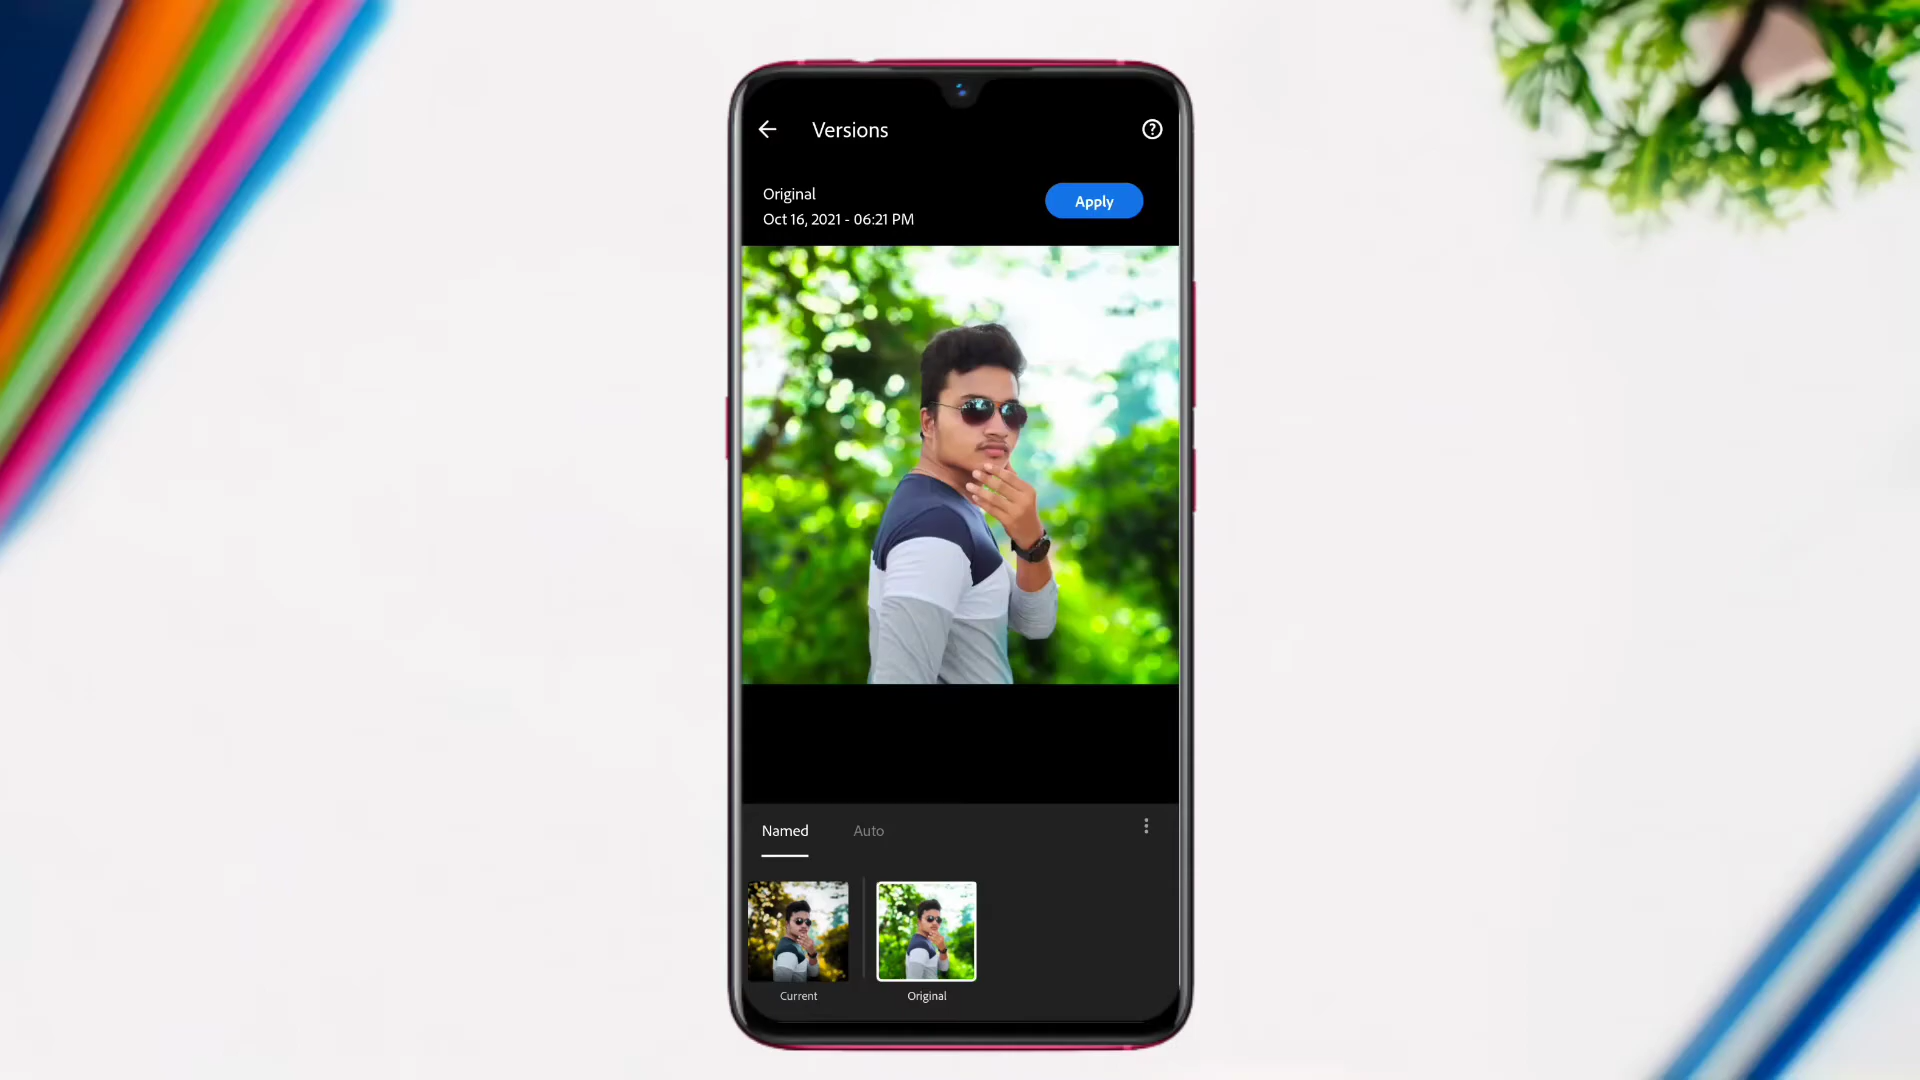 Versions
Original
Oct 16, 2021 - 06:21 PM
Apply
Named
Auto
Current
Original